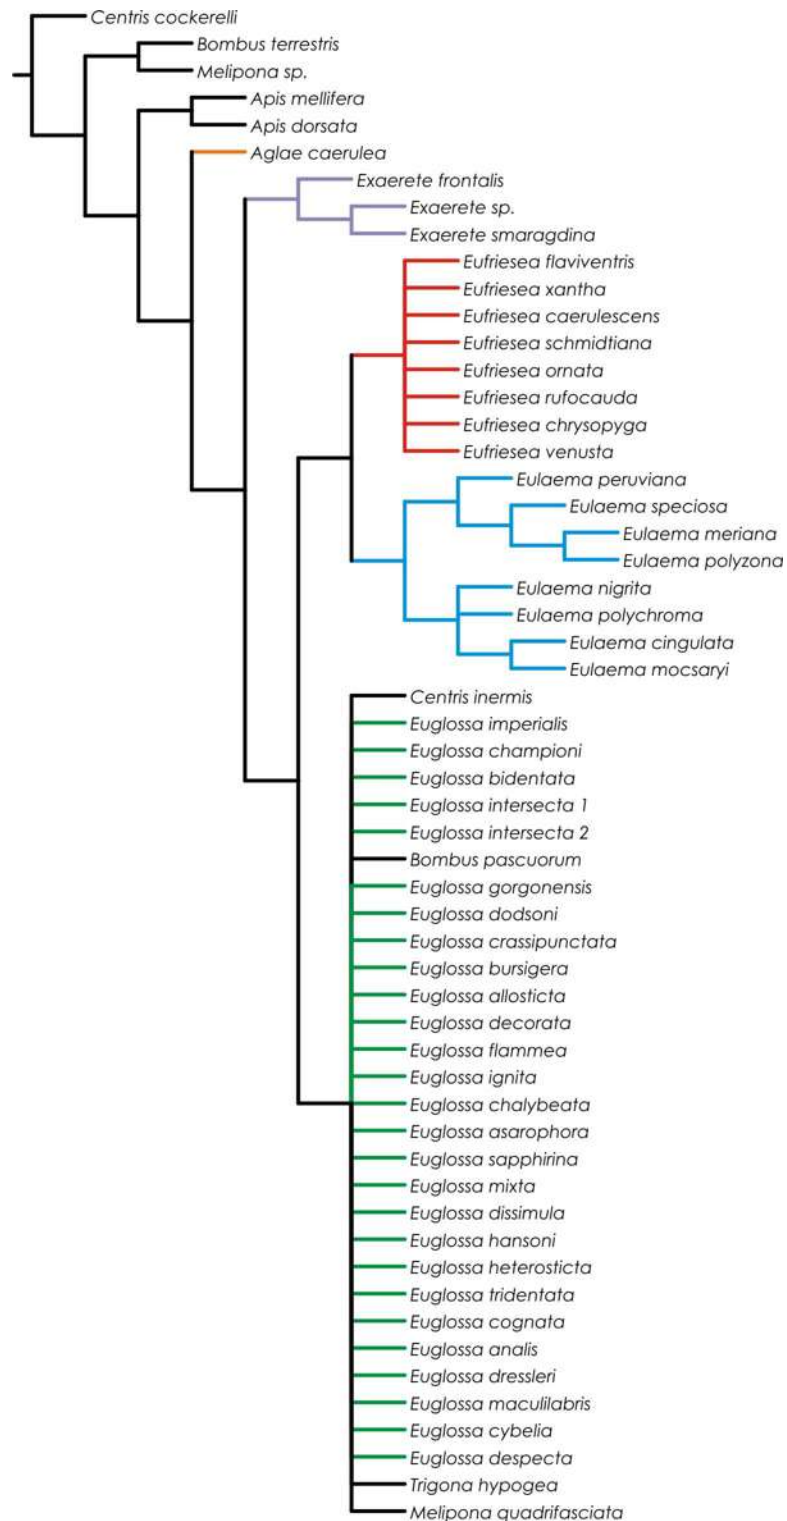 Centris cockerelli
Bombus terrestris
Melipona sp.
Apis mellifera
Apis dorsata
Aglae caerulea
Exaerete frontalis
Exaerete sp.
Exaerete smaragdina
Eufriesea flaviventris
Eufriesea xantha
Eufriesea caerulescens
Eufriesea schmidtiana
Eufriesea ornata
Eufriesea rufocauda
Eufriesea chrysopyga
Eufriesea venusta
Eulaema peruviana
Eulaema speciosa
Eulaema meriana
Eulaema polyzona
Eulaema nigrita
Eulaema polychroma
Eulaema cingulata
Eulaema mocsaryi
Centris inermis
Euglossa imperialis
Euglossa championi
Euglossa bidentata
Euglossa intersecta 1
Euglossa intersecta 2
Bombus pascuorum
Euglossa gorgonensis
Euglossa dodsoni
Euglossa crassipunctata
Euglossa bursigera
Euglossa allosticta
Euglossa decorata
Euglossa flammea
Euglossa ignita
Euglossa chalybeata
Euglossa asarophora
Euglossa sapphirina
Euglossa mixta
Euglossa dissimula
Euglossa hansoni
Euglossa heterosticta
Euglossa tridentata
Euglossa cognata
Euglossa analis
Euglossa dressleri
Euglossa maculilabris
Euglossa cybelia
Euglossa despecta
Trigona hypogea
Melipona quadrifasciata